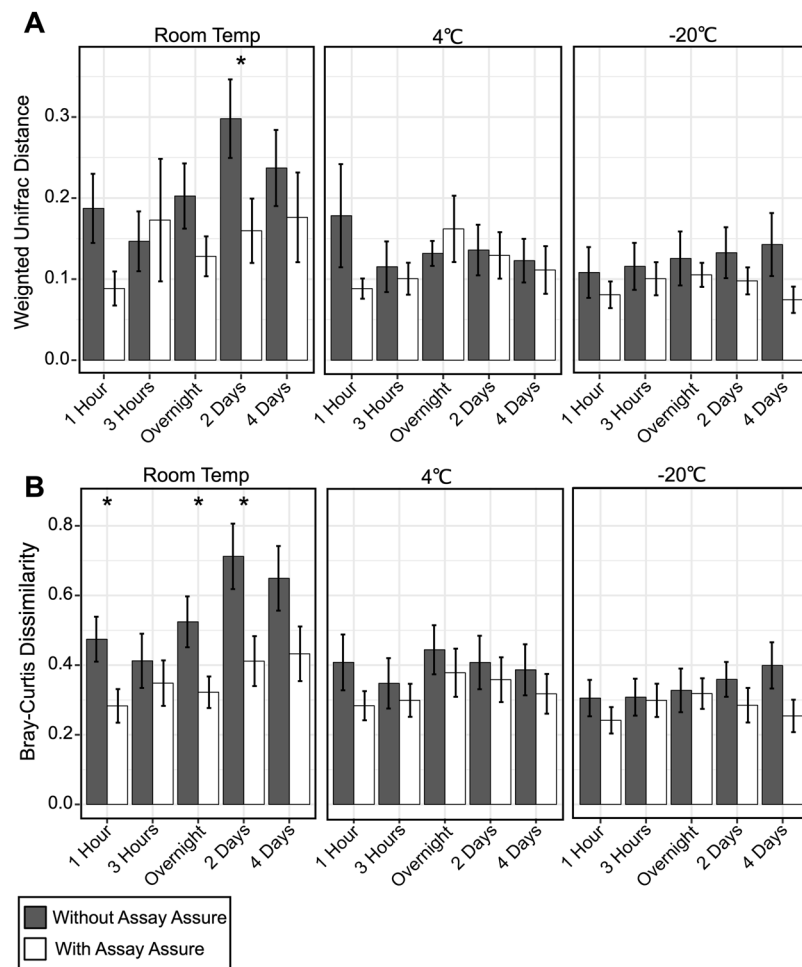 A
Room Temp 4℃ -20℃
*
Weignted Unifrac Distance
0.3
0.2
0.1
0.0
1 Hour 3 Hours Overnight 2 Days 4 Days 1 Hour 3 Hours Overnight 2 Days 4 Days 1 Hour 3 Hours Overnight 2 Days 4 Days
B
Room Temp 4℃ -20℃
* * *
Bray-Curtis Dissimilarity
0.8
0.6
0.4
0.2
0.0
1 Hour 3 Hours Overnight 2 Days 4 Days 1 Hour 3 Hours Overnight 2 Days 4 Days 1 Hour 3 Hours Overnight 2 Days 4 Days
Without Assay Assure
With Assay Assure